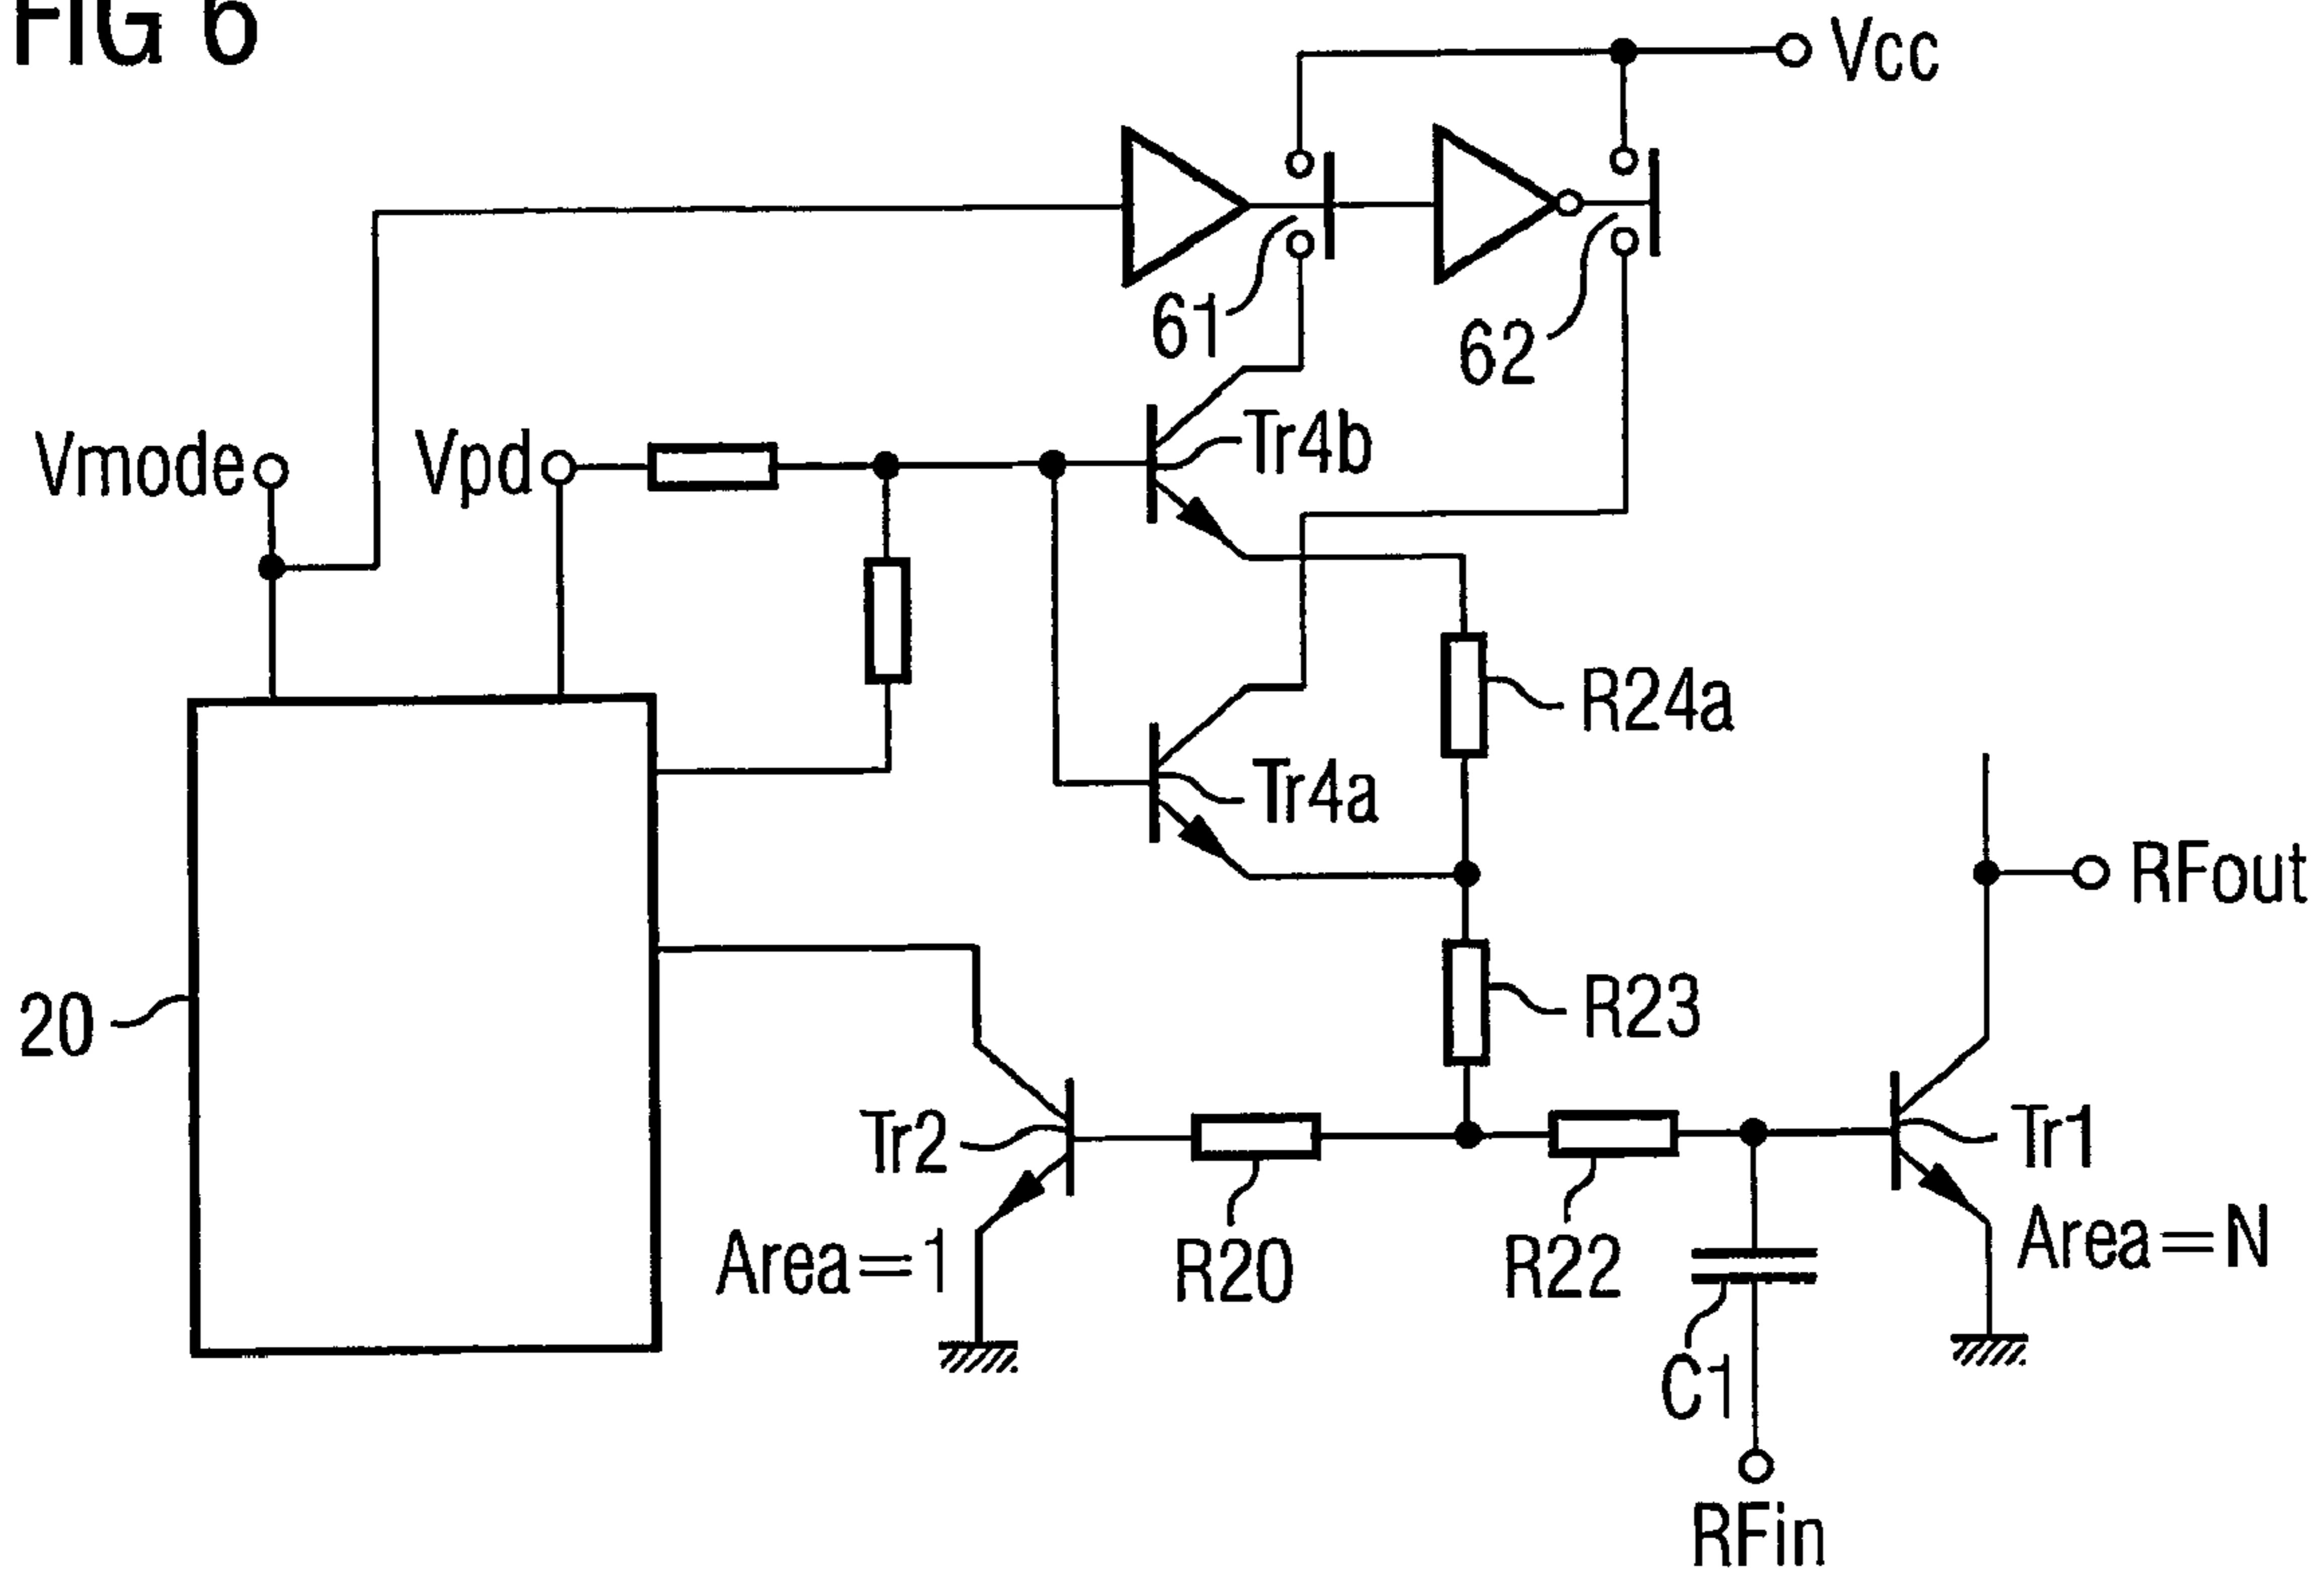 FIG 6
Vcc
61
62
Vmode
Vpd
Tr4b
R24a
Tr4a
RFout
20
R23
Tr2
Tr1
Area=1
R20
R22
Area=N
C1
RFin